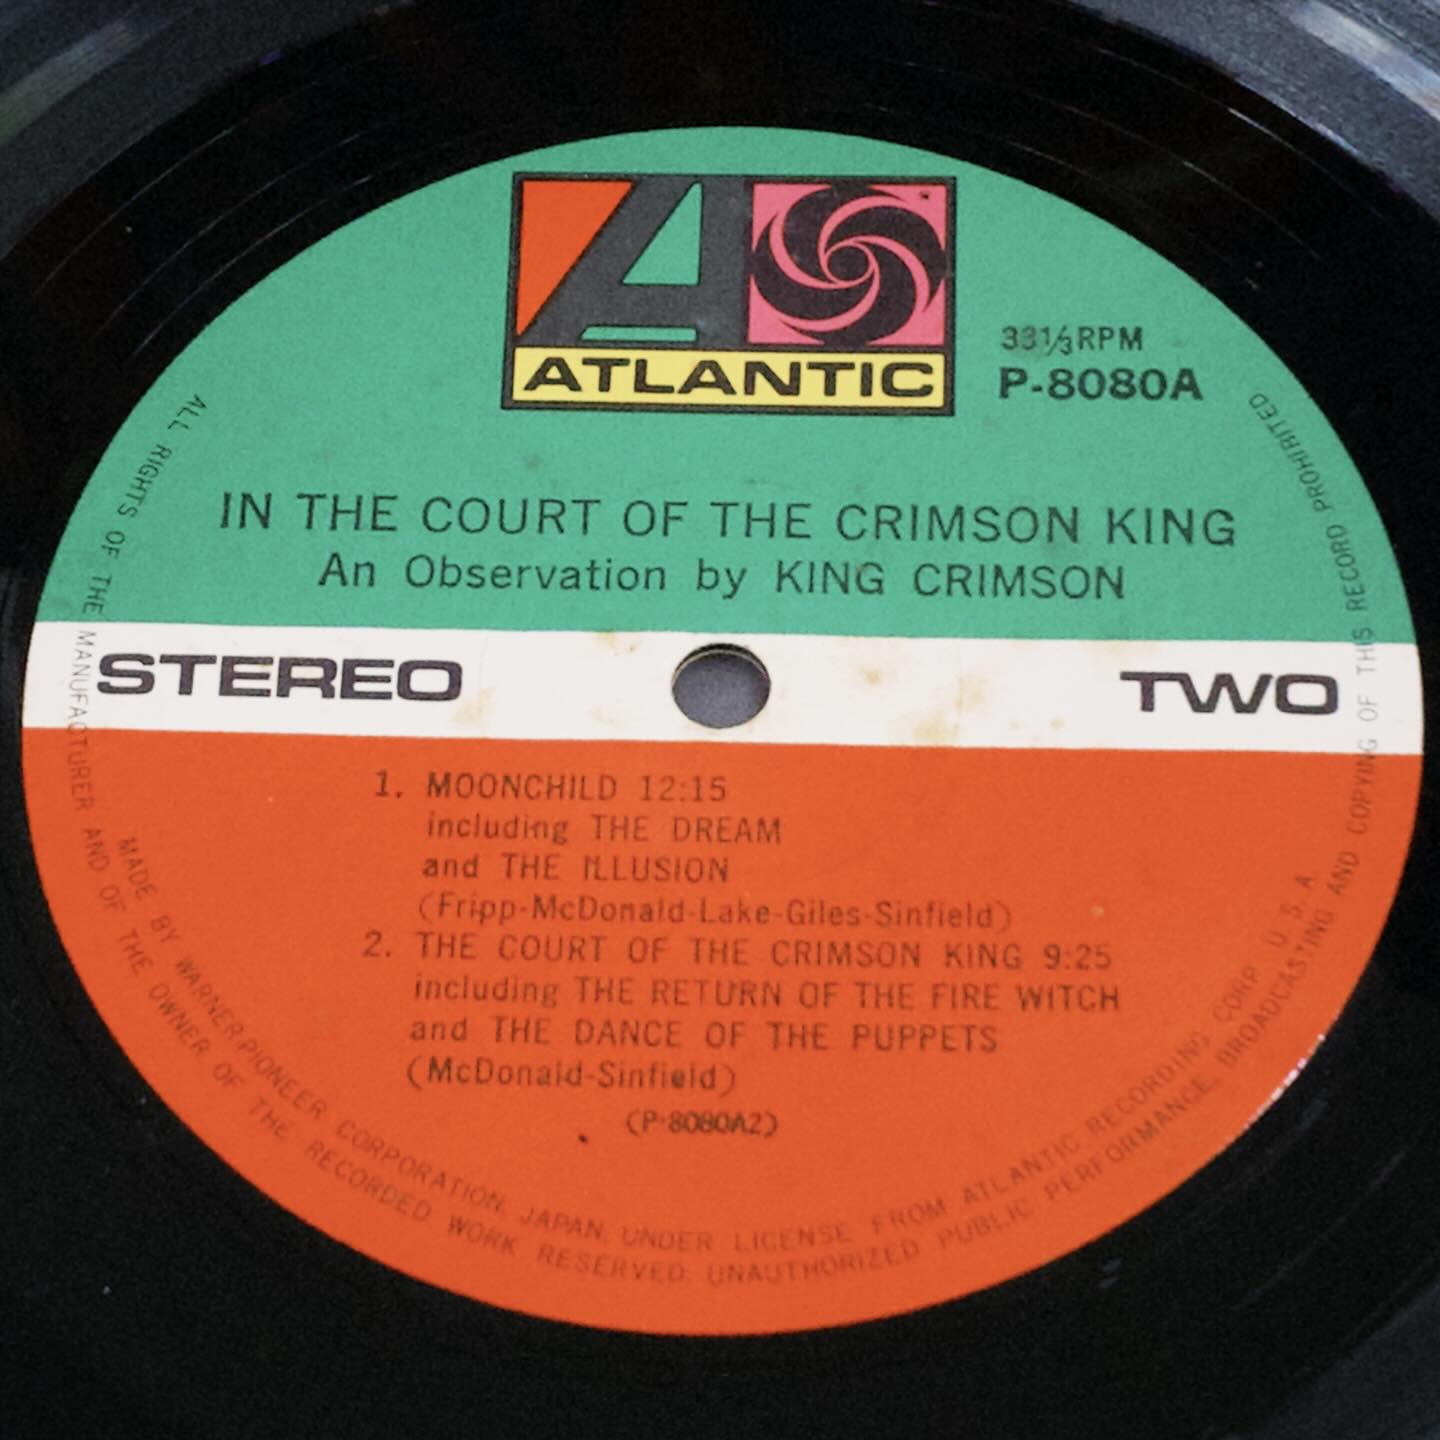 ATLANTIC
33⅓ RPM
P-8080A
IN THE COURT OF THE CRIMSON KING
An Observation by KING CRIMSON
STEREO
TWO
1. MOONCHILD 12:15
including THE DREAM
and THE ILLUSION
(Fripp-McDonald-Lake-Giles-Sinfield)
2. THE COURT OF THE CRIMSON KING 9:25
including THE RETURN OF THE FIRE WITCH
and THE DANCE OF THE PUPPETS
(McDonald-Sinfield)
(P-8080A2)
MADE BY WARNER-PIONEER CORPORATION, JAPAN, UNDER LICENSE FROM ATLANTIC RECORDING CORP. U. S. A
ALL RIGHTS OF THE MANUFACTURER AND OF THE OWNER OF THE RECORDED WORK RESERVED. UNAUTHORIZED PUBLIC PERFORMANCE, BROADCASTING AND COPYING OF THIS RECORD PROHIBITED